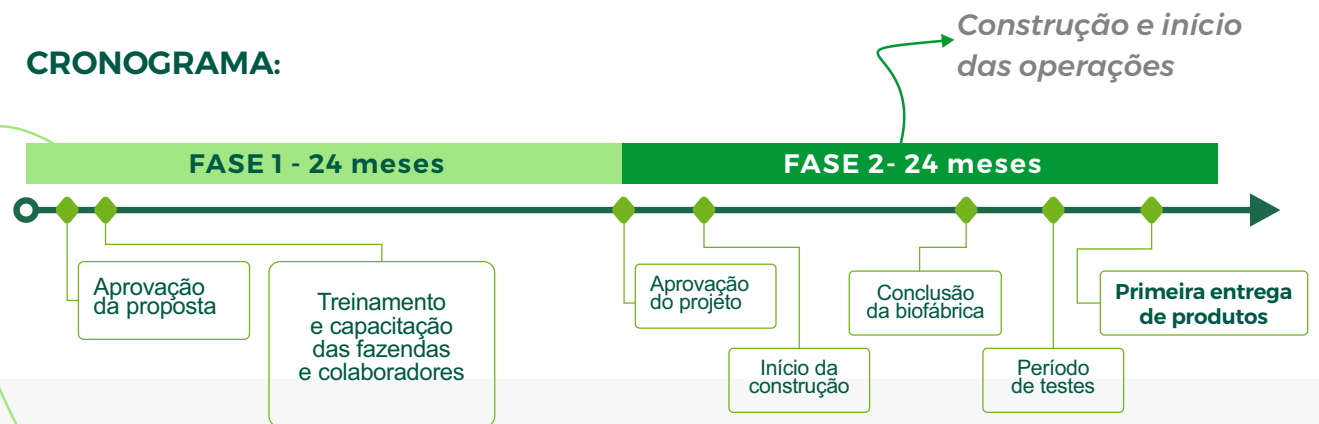 Construção e início
das operações
CRONOGRAMA:
FASE 1 - 24 meses
FASE 2- 24 meses
Aprovação
da proposta
Treinamento
e capacitação
das fazendas
e colaboradores
Aprovação
do projeto
Início da
construção
Conclusão
da biofábrica
Período
de testes
Primeira entrega
de produtos